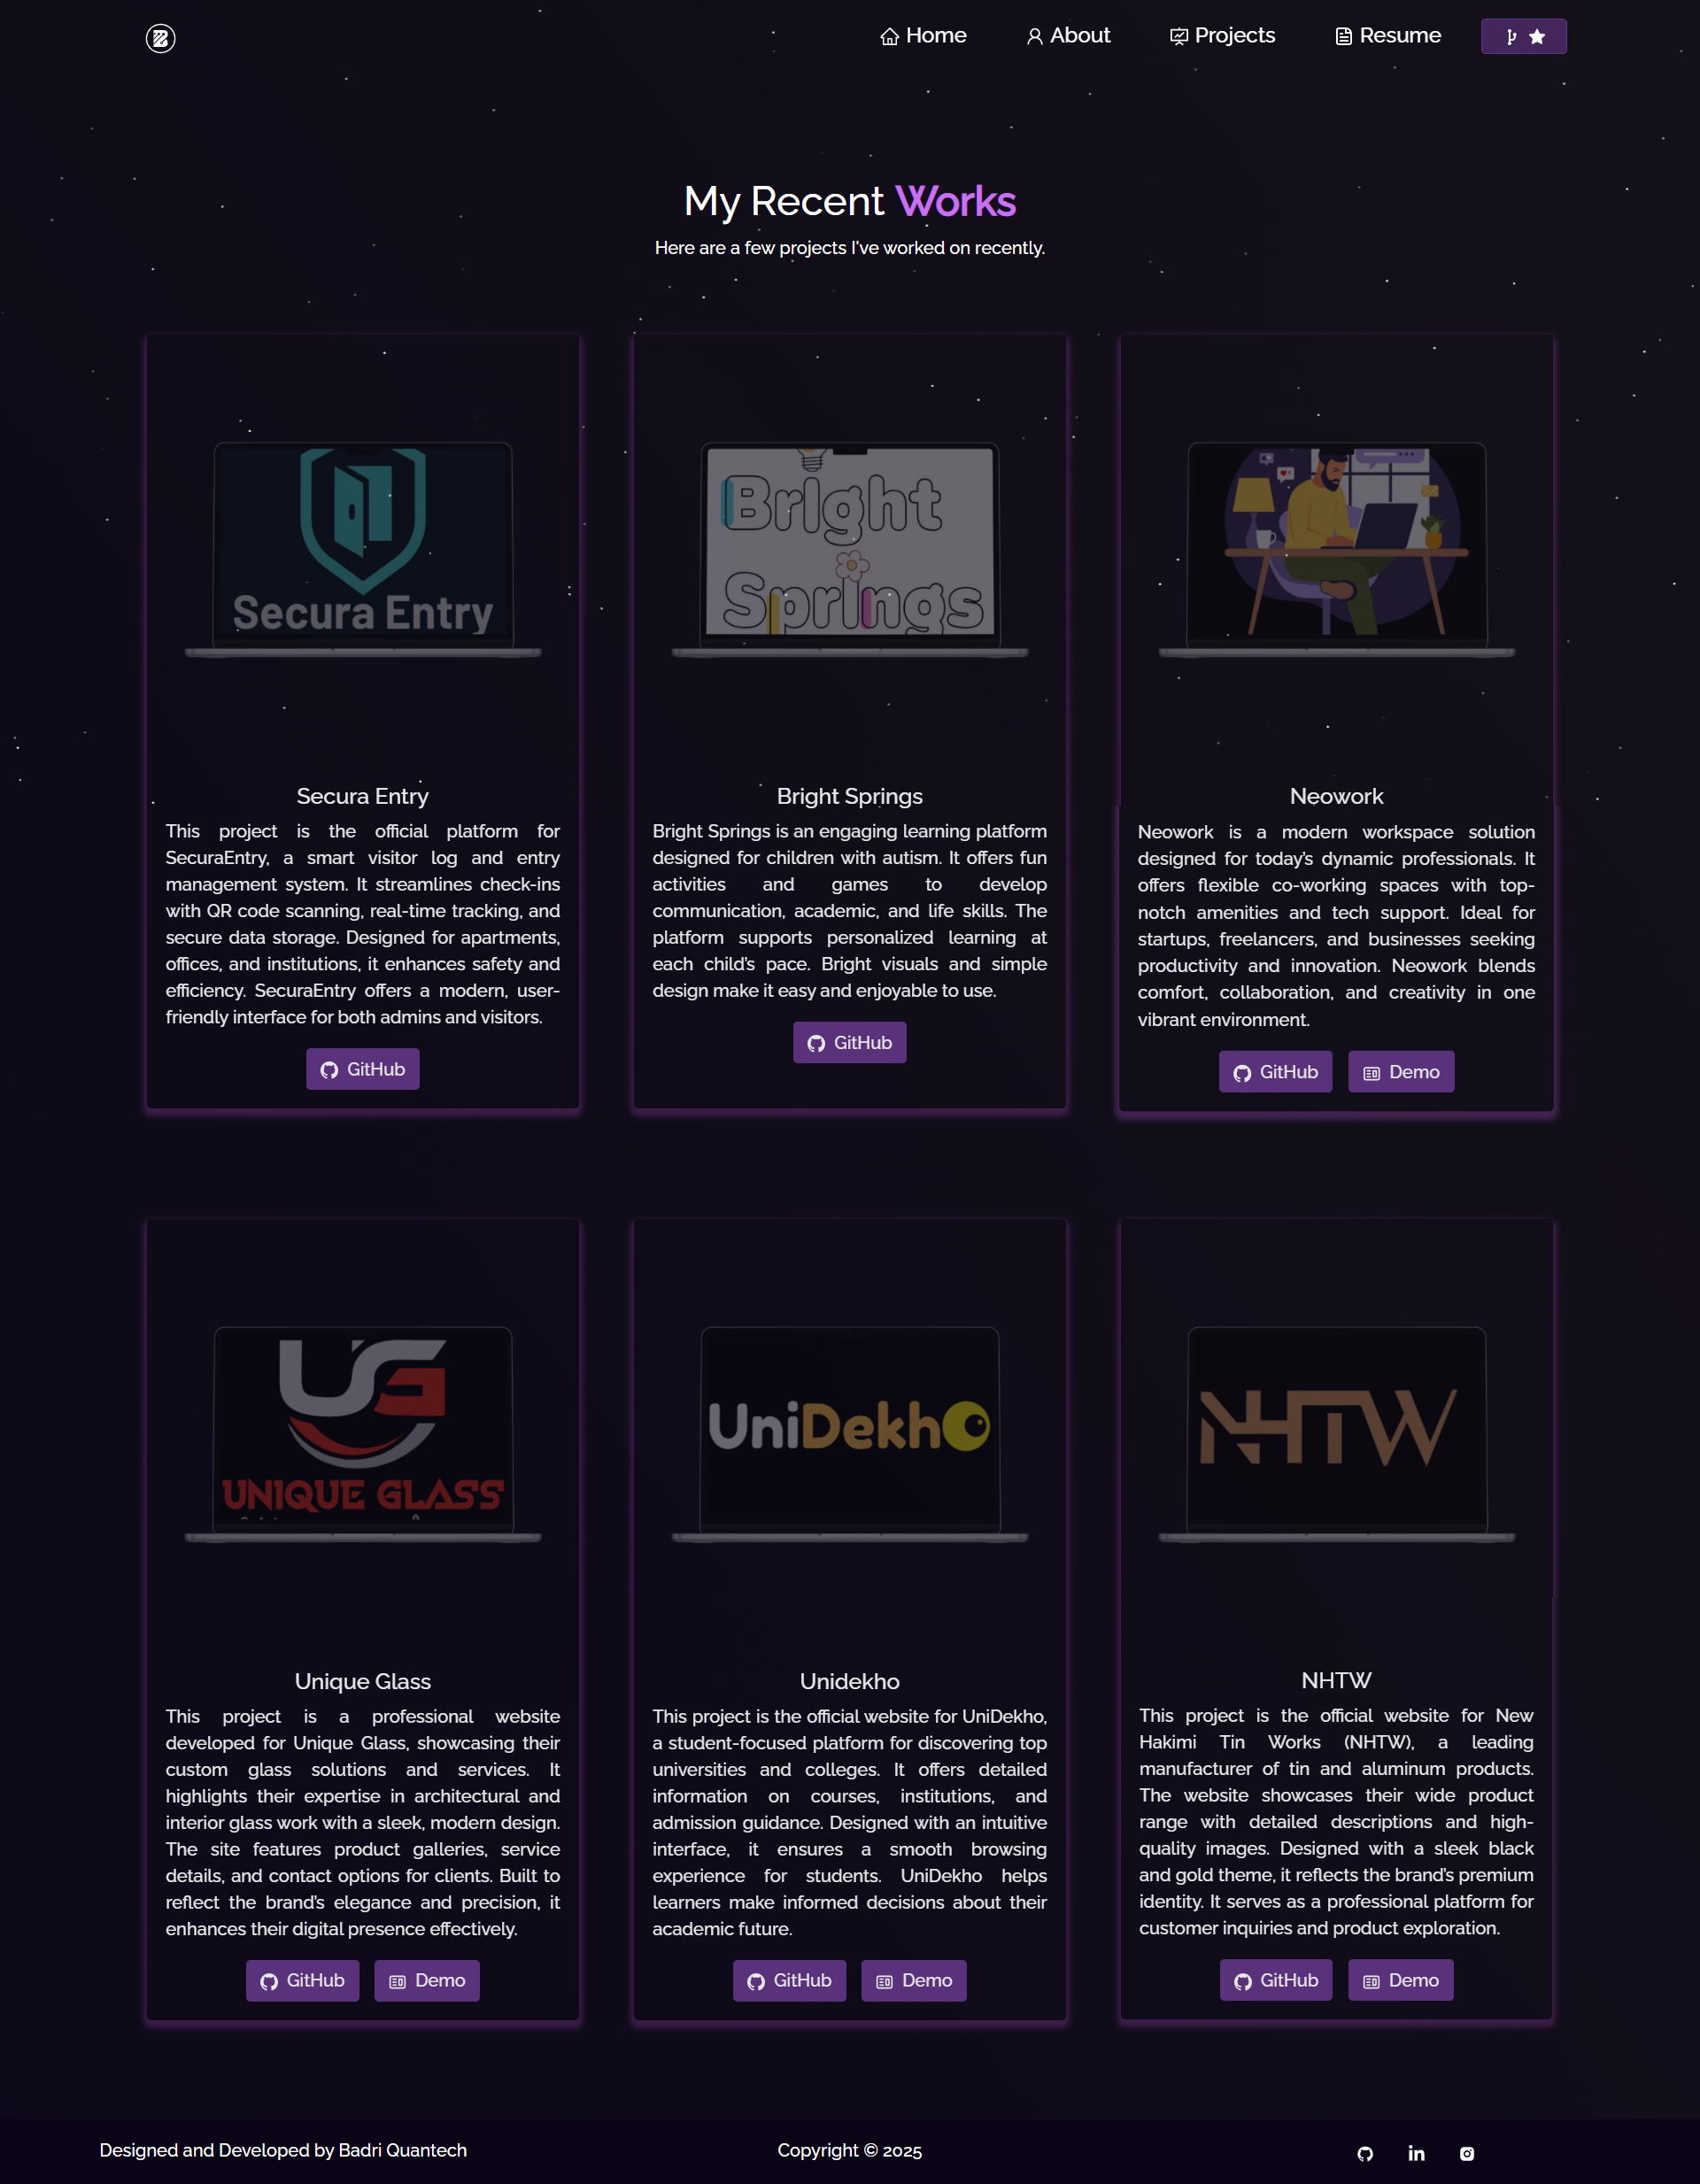 Home About Projects Resume
My Recent Works
Here are a few projects I've worked on recently.
Secura Entry
Secura Entry
This project is the official platform for
SecuraEntry, a smart visitor log and entry
management system. It streamlines check-ins
with QR code scanning, real-time tracking, and
secure data storage. Designed for apartments,
offices, and institutions, it enhances safety and
efficiency. SecuraEntry offers a modern, user-
friendly interface for both admins and visitors.
GitHub
Bright
Springs
Bright Springs
Bright Springs is an engaging learning platform
designed for children with autism. It offers fun
activities and games to develop
communication, academic, and life skills. The
platform supports personalized learning at
each child's pace. Bright visuals and simple
design make it easy and enjoyable to use.
GitHub
Neowork
Neowork is a modern workspace solution
designed for today's dynamic professionals. It
offers flexible co-working spaces with top-
notch amenities and tech support. Ideal for
startups, freelancers, and businesses seeking
productivity and innovation. Neowork blends
comfort, collaboration, and creativity in one
vibrant environment.
GitHub Demo
UG
UNIQUE GLASS
Unique Glass
This project is a professional website
developed for Unique Glass, showcasing their
custom glass solutions and services. It
highlights their expertise in architectural and
interior glass work with a sleek, modern design.
The site features product galleries, service
details, and contact options for clients. Built to
reflect the brand's elegance and precision, it
enhances their digital presence effectively.
GitHub Demo
UniDekho
Unidekho
This project is the official website for UniDekho,
a student-focused platform for discovering top
universities and colleges. It offers detailed
information on courses, institutions, and
admission guidance. Designed with an intuitive
interface, it ensures a smooth browsing
experience for students. UniDekho helps
learners make informed decisions about their
academic future.
GitHub Demo
NHTW
NHTW
This project is the official website for New
Hakimi Tin Works (NHTW), a leading
manufacturer of tin and aluminum products.
The website showcases their wide product
range with detailed descriptions and high-
quality images. Designed with a sleek black
and gold theme, it reflects the brand's premium
identity. It serves as a professional platform for
customer inquiries and product exploration.
GitHub Demo
Designed and Developed by Badri Quantech
Copyright © 2025